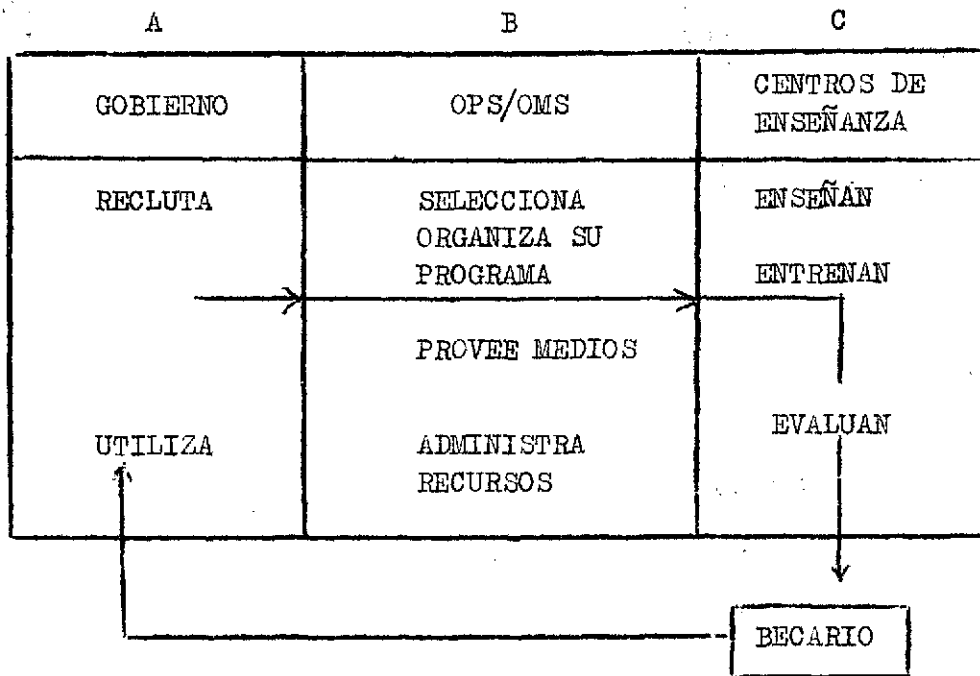 A B C
GOBIERNO OPS/OMS CENTROS DE
ENSEÑANZA
RECLUTA SELECCIONA ENSEÑAN
ORGANIZA SU
PROGRAMA ENTRENAN
PROVEE MEDIOS
UTILIZA ADMINISTRA EVALUAN
RECURSOS
BECARIO